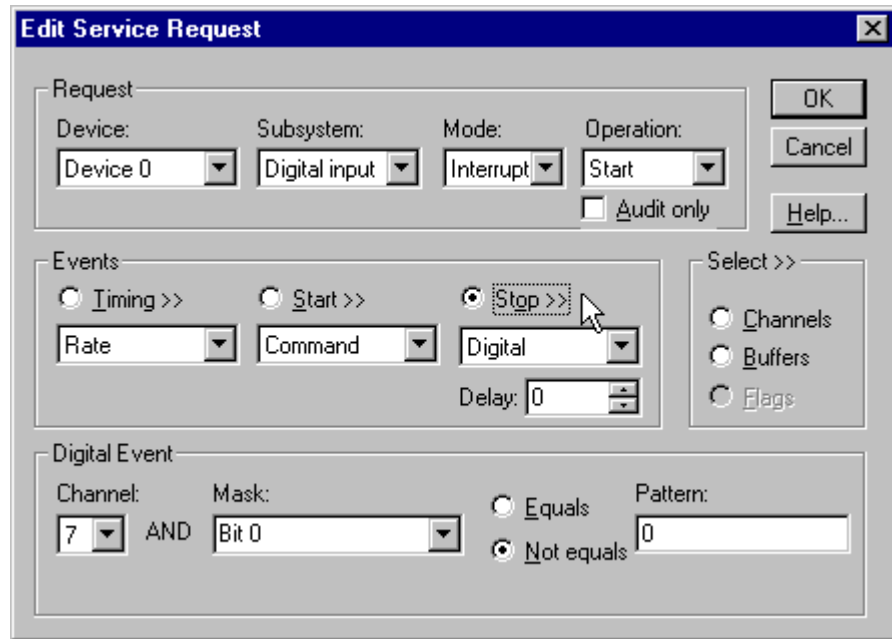 Edit Service Request
Request
Device: Subsystem: Mode: Operation:
Device 0 Digital input Interrupt Start
Audit only
OK
Cancel
Help...
Events
Timing >> Start >> Stop >>
Rate Command Digital
Delay: 0
Select >>
Channels
Buffers
Flags
Digital Event
Channel: Mask: Pattern:
7 AND Bit 0 Equals 0
Not equals